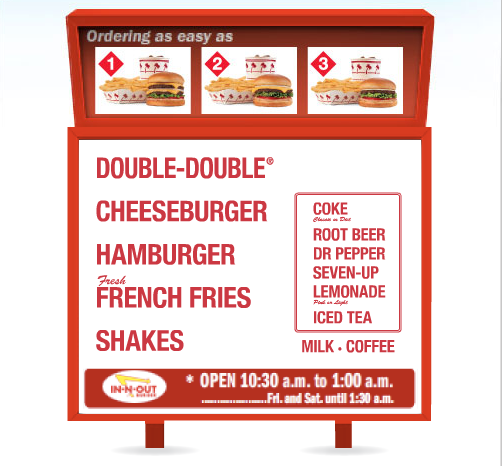 Ordering as easy as
1 2 3
DOUBLE-DOUBLE®
CHEESEBURGER
HAMBURGER
Fresh
FRENCH FRIES
SHAKES
COKE
Classic or Diet
ROOT BEER
DR PEPPER
SEVEN-UP
LEMONADE
Pink or Light
ICED TEA
MILK • COFFEE
IN-N-OUT
BURGER
* OPEN 10:30 a.m. to 1:00 a.m.
....................Fri. and Sat. until 1:30 a.m.